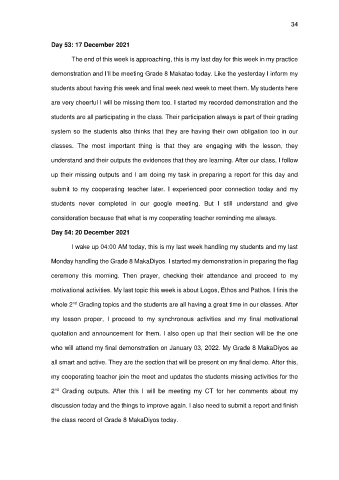 34
Day 53: 17 December 2021
The end of this week is approaching, this is my last day for this week in my practice
demonstration and I'll be meeting Grade 8 Makatao today. Like the yesterday I inform my
students about having this week and final week next week to meet them. My students here
are very cheerful I will be missing them too. I started my recorded demonstration and the
students are all participating in the class. Their participation always is part of their grading
system so the students also thinks that they are having their own obligation too in our
classes. The most important thing is that they are engaging with the lesson, they
understand and their outputs the evidences that they are learning. After our class, I follow
up their missing outputs and I am doing my task in preparing a report for this day and
submit to my cooperating teacher later. I experienced poor connection today and my
students never completed in our google meeting. But I still understand and give
consideration because that what is my cooperating teacher reminding me always.
Day 54: 20 December 2021
I wake up 04:00 AM today, this is my last week handling my students and my last
Monday handling the Grade 8 MakaDiyos. I started my demonstration in preparing the flag
ceremony this morning. Then prayer, checking their attendance and proceed to my
motivational activities. My last topic this week is about Logos, Ethos and Pathos. I finis the
whole 2nd Grading topics and the students are all having a great time in our classes. After
my lesson proper, I proceed to my synchronous activities and my final motivational
quotation and announcement for them. I also open up that their section will be the one
who will attend my final demonstration on January 03, 2022. My Grade 8 MakaDiyos ae
all smart and active. They are the section that will be present on my final demo. After this,
my cooperating teacher join the meet and updates the students missing activities for the
2nd Grading outputs. After this I will be meeting my CT for her comments about my
discussion today and the things to improve again. I also need to submit a report and finish
the class record of Grade 8 MakaDiyos today.